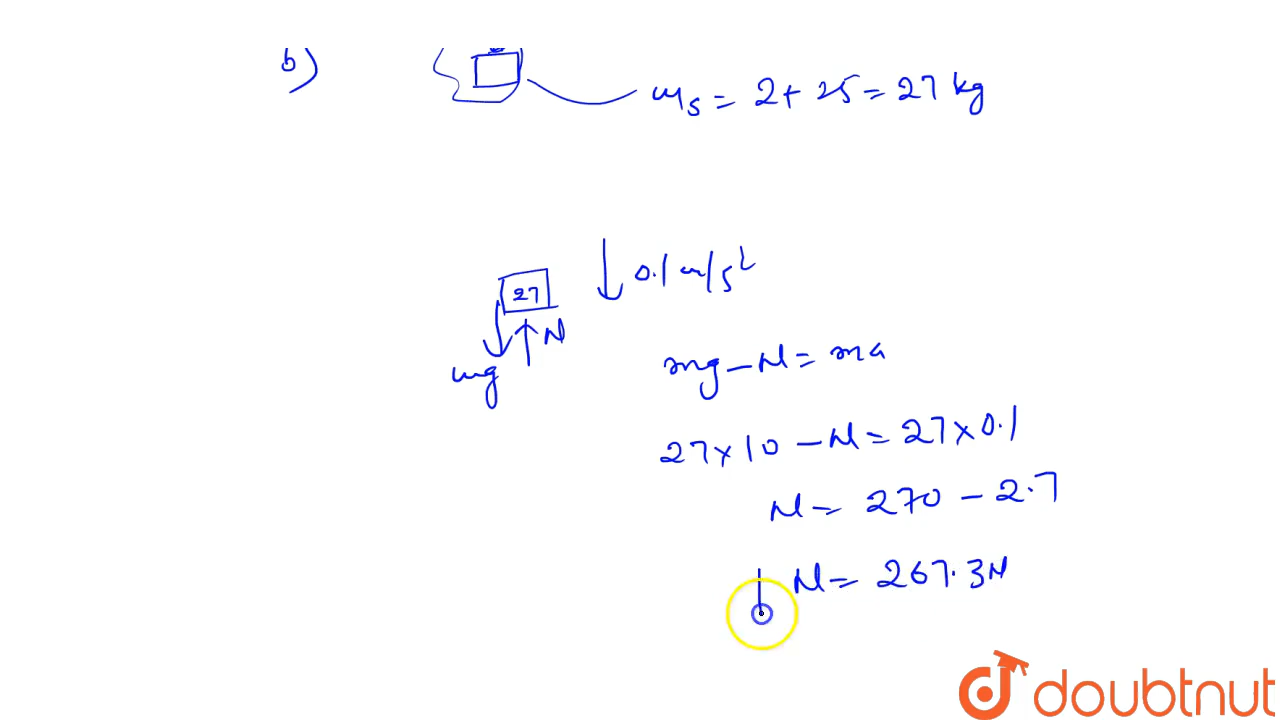 b)
ms = 2 + 25 = 27 kg
27
0.1 m/s²
N
mg
mg - N = ma
27 × 10 - N = 27 × 0.1
N = 270 - 2.7
N = 267.3N
doubtnut